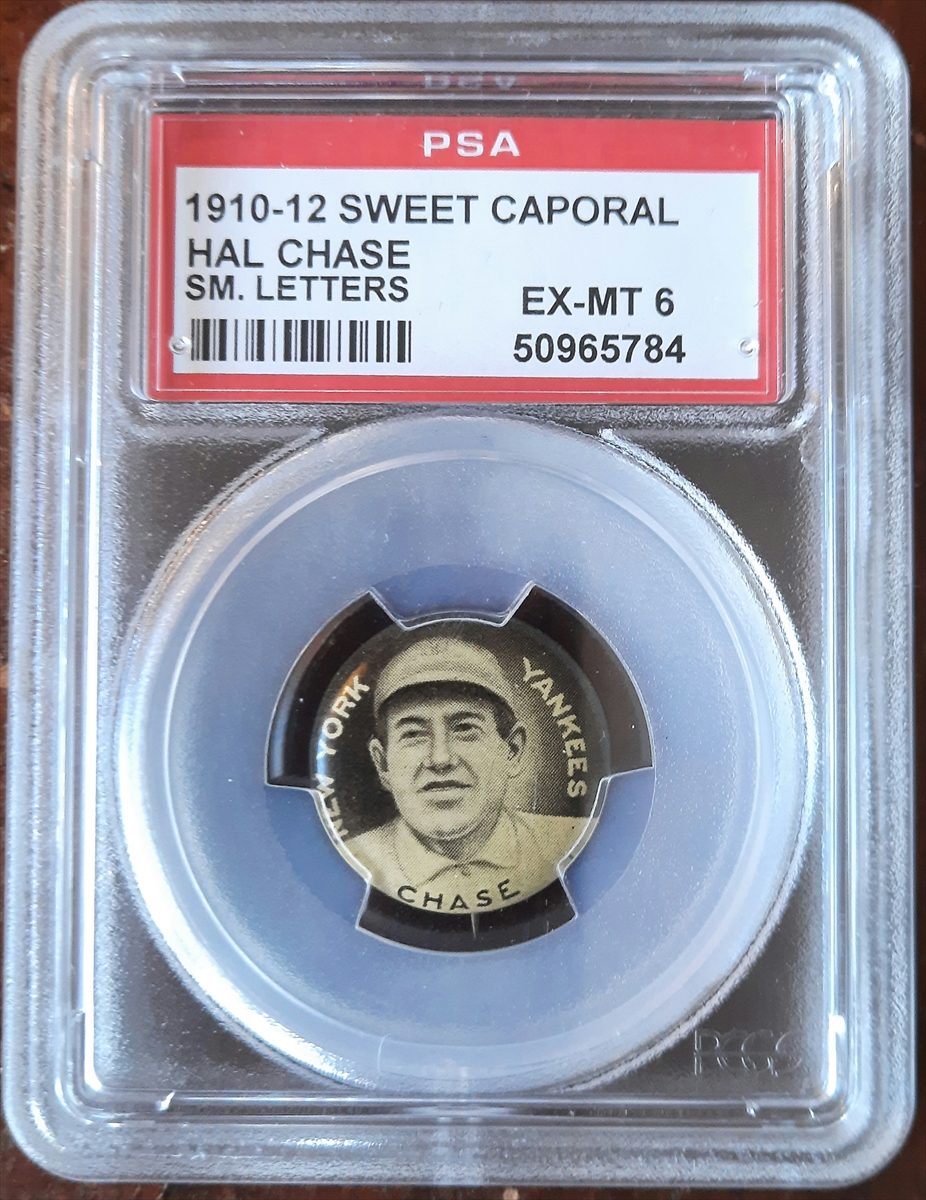 PSA
1910-12 SWEET CAPORAL
HAL CHASE
SM. LETTERS
EX-MT 6
50965784
NEW YORK
YANKEES
CHASE